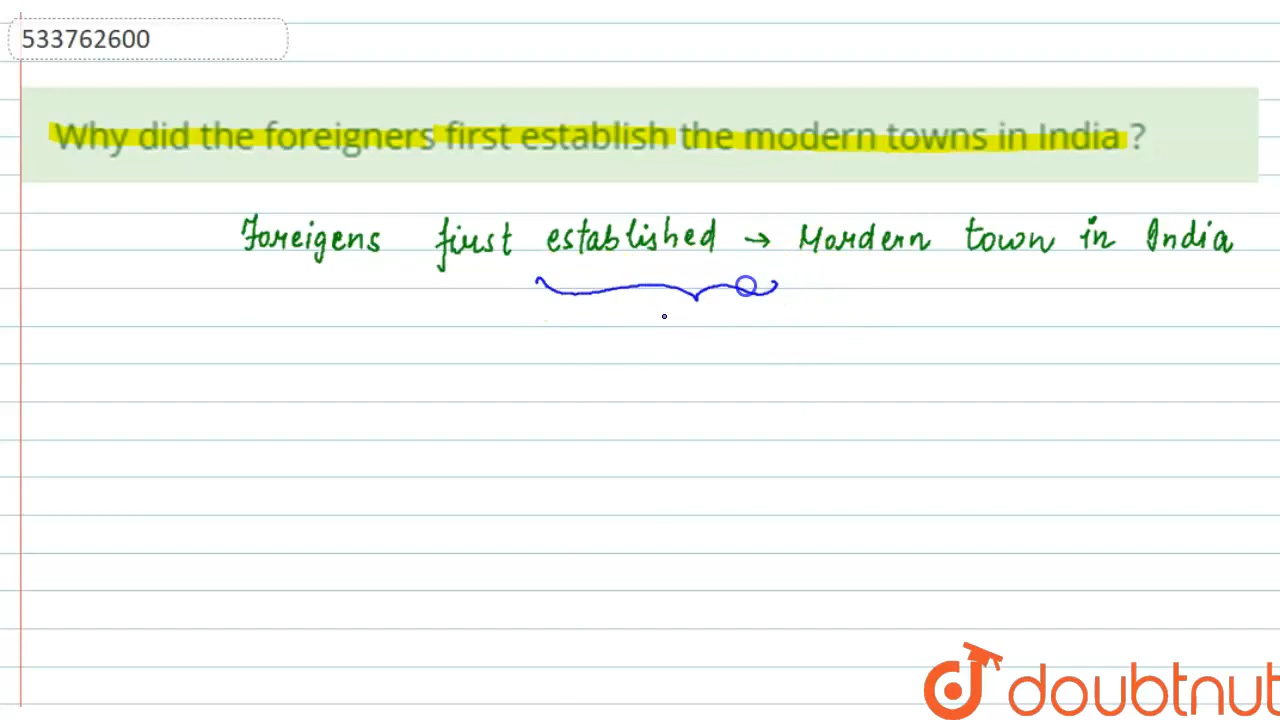 533762600
Why did the foreigners first establish the modern towns in India ?
Foreigens first established → Mordern town in India
doubtnut